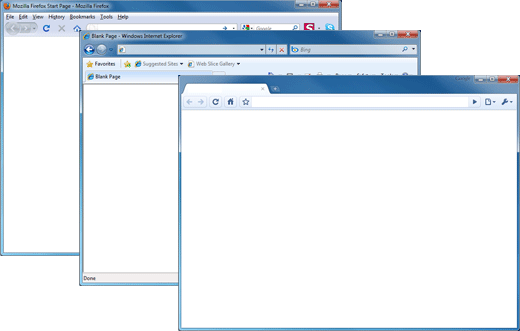 Mozilla Firefox Start Page - Mozilla Firefox
File Edit View History Bookmarks Tools Help
Google
Blank Page - Windows Internet Explorer
Bing
Favorites Suggested Sites Web Slice Gallery
Blank Page
Done